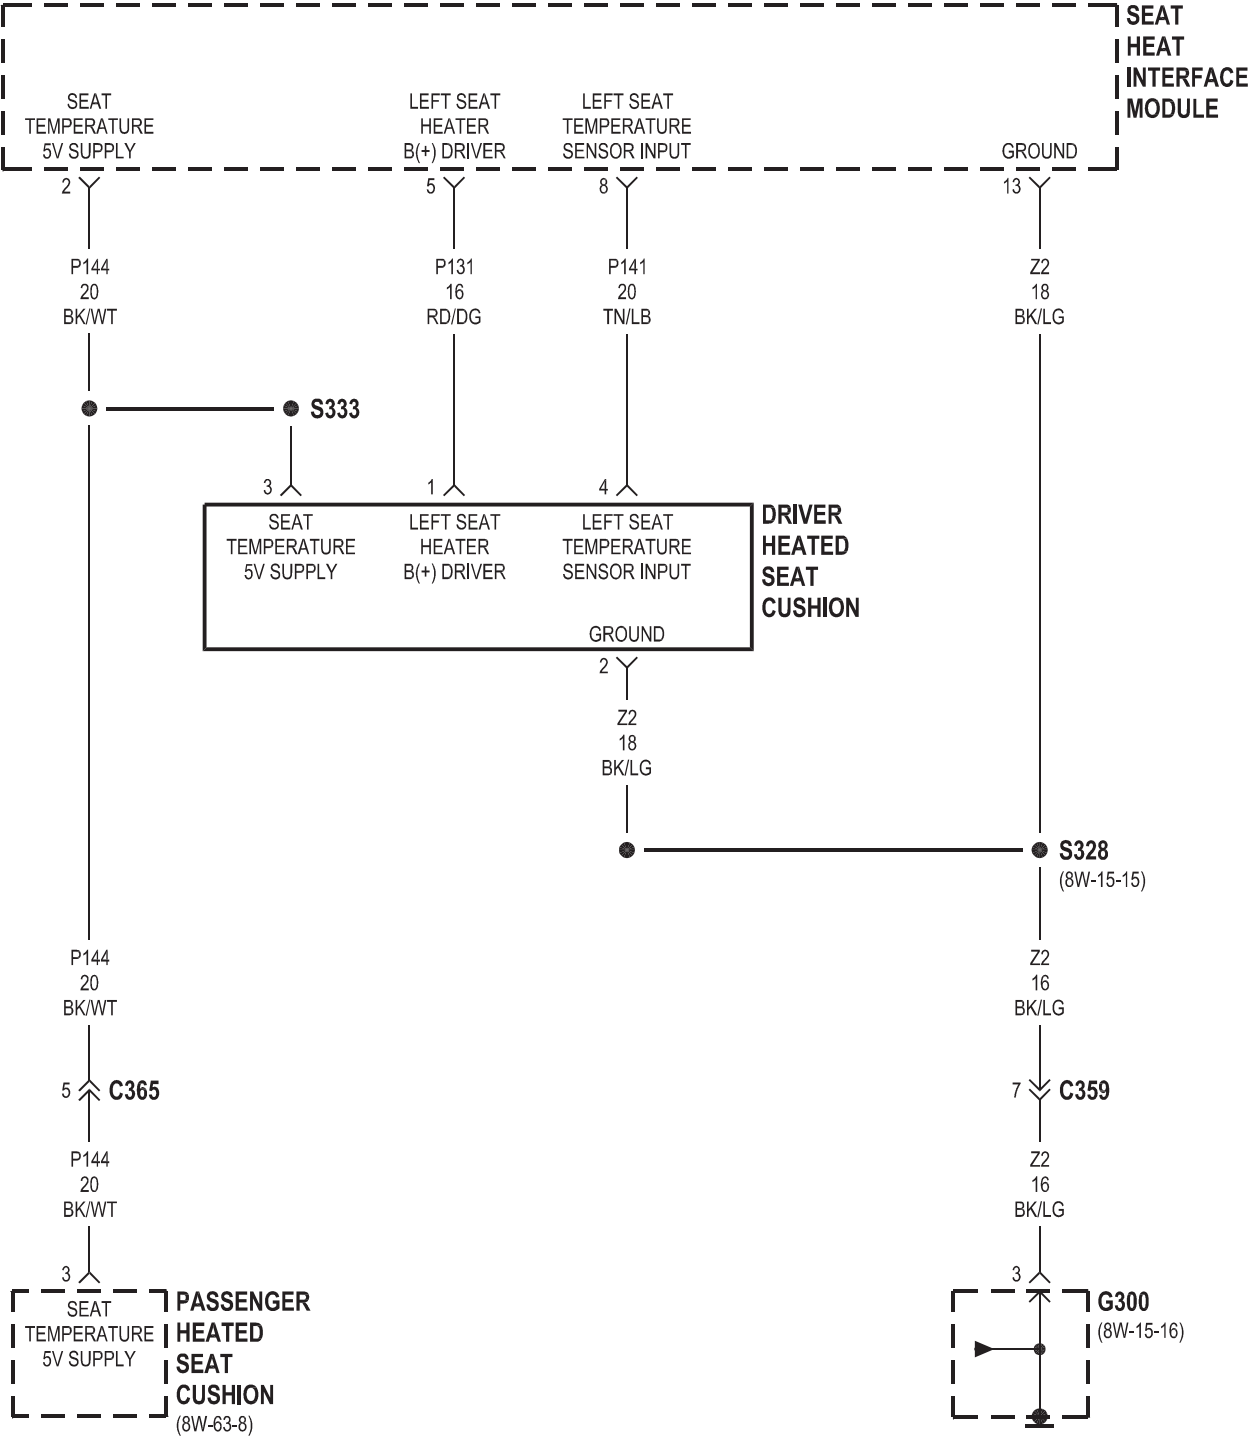 SEAT
HEAT
INTERFACE
MODULE
SEAT
TEMPERATURE
5V SUPPLY
LEFT SEAT
HEATER
B(+) DRIVER
LEFT SEAT
TEMPERATURE
SENSOR INPUT
GROUND
2
5
8
13
P144
20
BK/WT
P131
16
RD/DG
P141
20
TN/LB
Z2
18
BK/LG
S333
3
1
4
SEAT
TEMPERATURE
5V SUPPLY
LEFT SEAT
HEATER
B(+) DRIVER
LEFT SEAT
TEMPERATURE
SENSOR INPUT
GROUND
DRIVER
HEATED
SEAT
CUSHION
2
Z2
18
BK/LG
S328
(8W-15-15)
P144
20
BK/WT
Z2
16
BK/LG
5
C365
7
C359
P144
20
BK/WT
Z2
16
BK/LG
3
3
SEAT
TEMPERATURE
5V SUPPLY
PASSENGER
HEATED
SEAT
CUSHION
(8W-63-8)
G300
(8W-15-16)